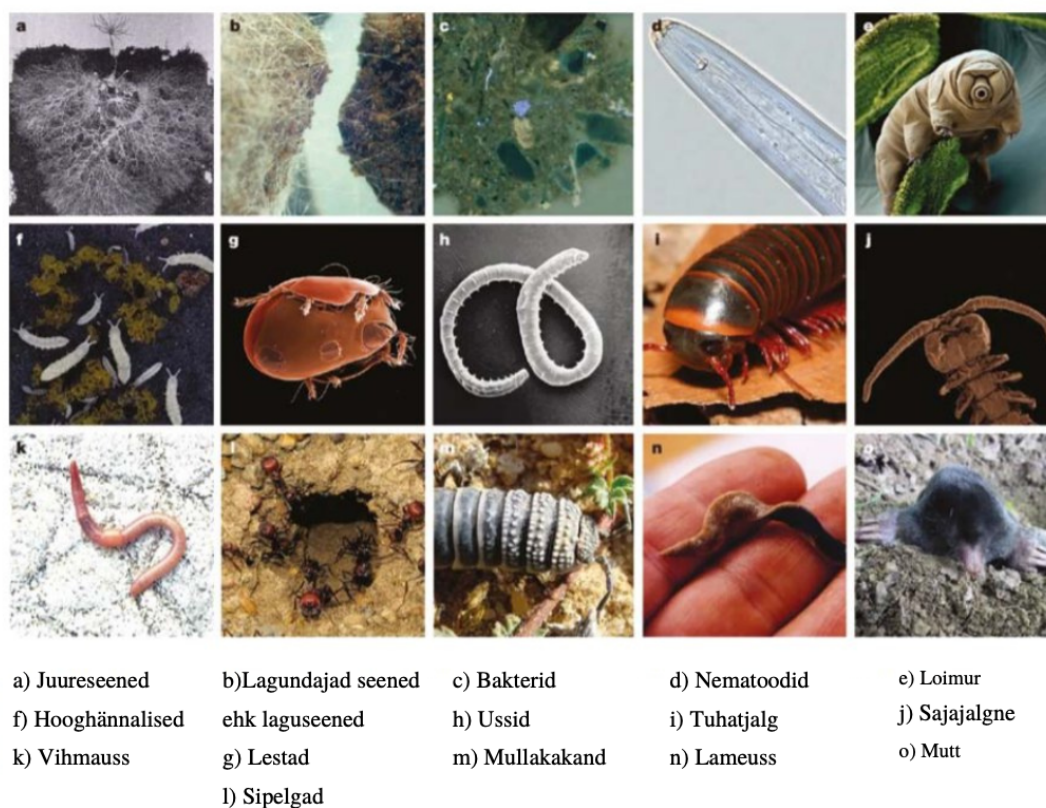 a
b
c
d
e
f
g
h
i
j
k
l
m
n
o
a) Juureseened
f) Hooghännalised
k) Vihmauss
b)Lagundajad seened
ehk laguseened
g) Lestad
l) Sipelgad
c) Bakterid
h) Ussid
m) Mullakakand
d) Nematoodid
i) Tuhatjalg
n) Lameuss
e) Loimur
j) Sajajalgne
o) Mutt